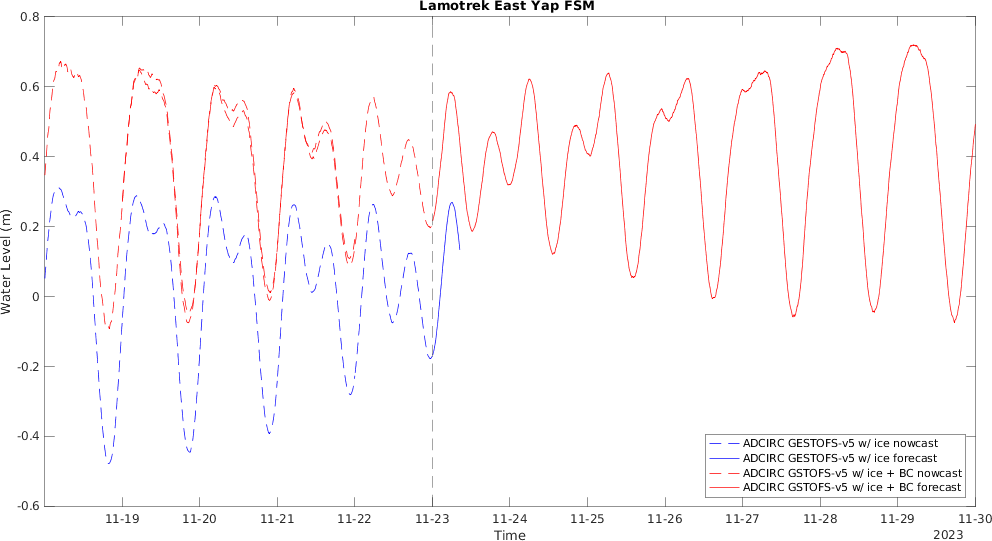 Lamotrek East Yap FSM
0.8
0.6
0.4
0.2
0
-0.2
-0.4
-0.6
Water Level (m)
ADCIRC GESTOFS-v5 w/ ice nowcast
ADCIRC GESTOFS-v5 w/ ice forecast
ADCIRC GSTOFS-v5 w/ ice + BC nowcast
ADCIRC GSTOFS-v5 w/ ice + BC forecast
11-19 11-20 11-21 11-22 11-23 11-24 11-25 11-26 11-27 11-28 11-29 11-30
Time
2023